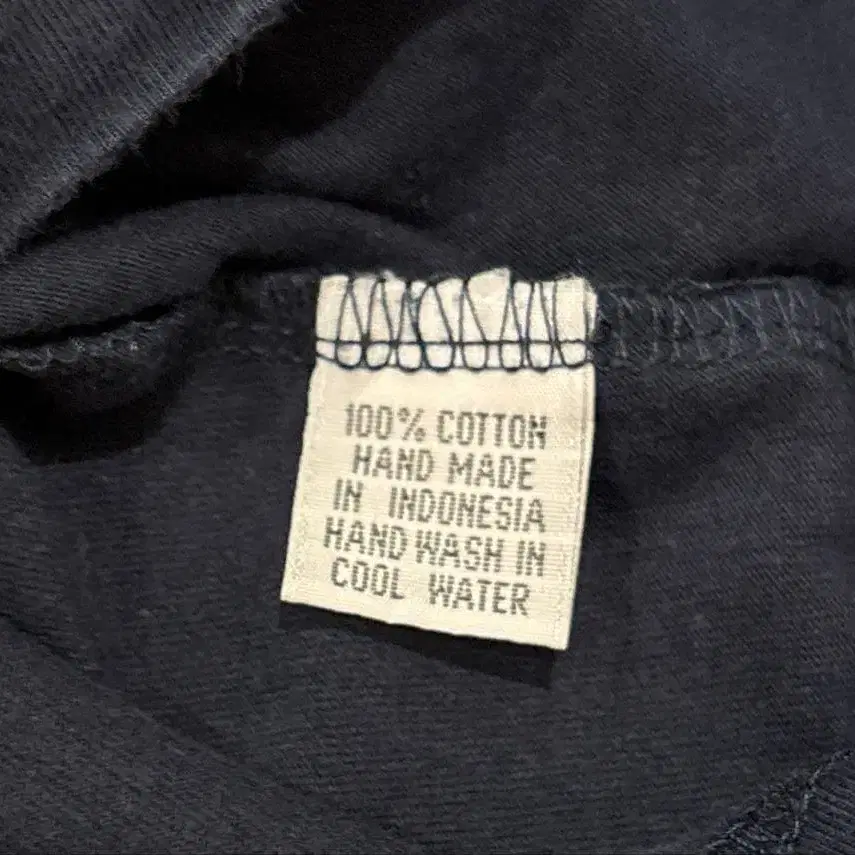 100% COTTON
HAND MADE
IN INDONESIA
HAND WASH IN
COOL WATER